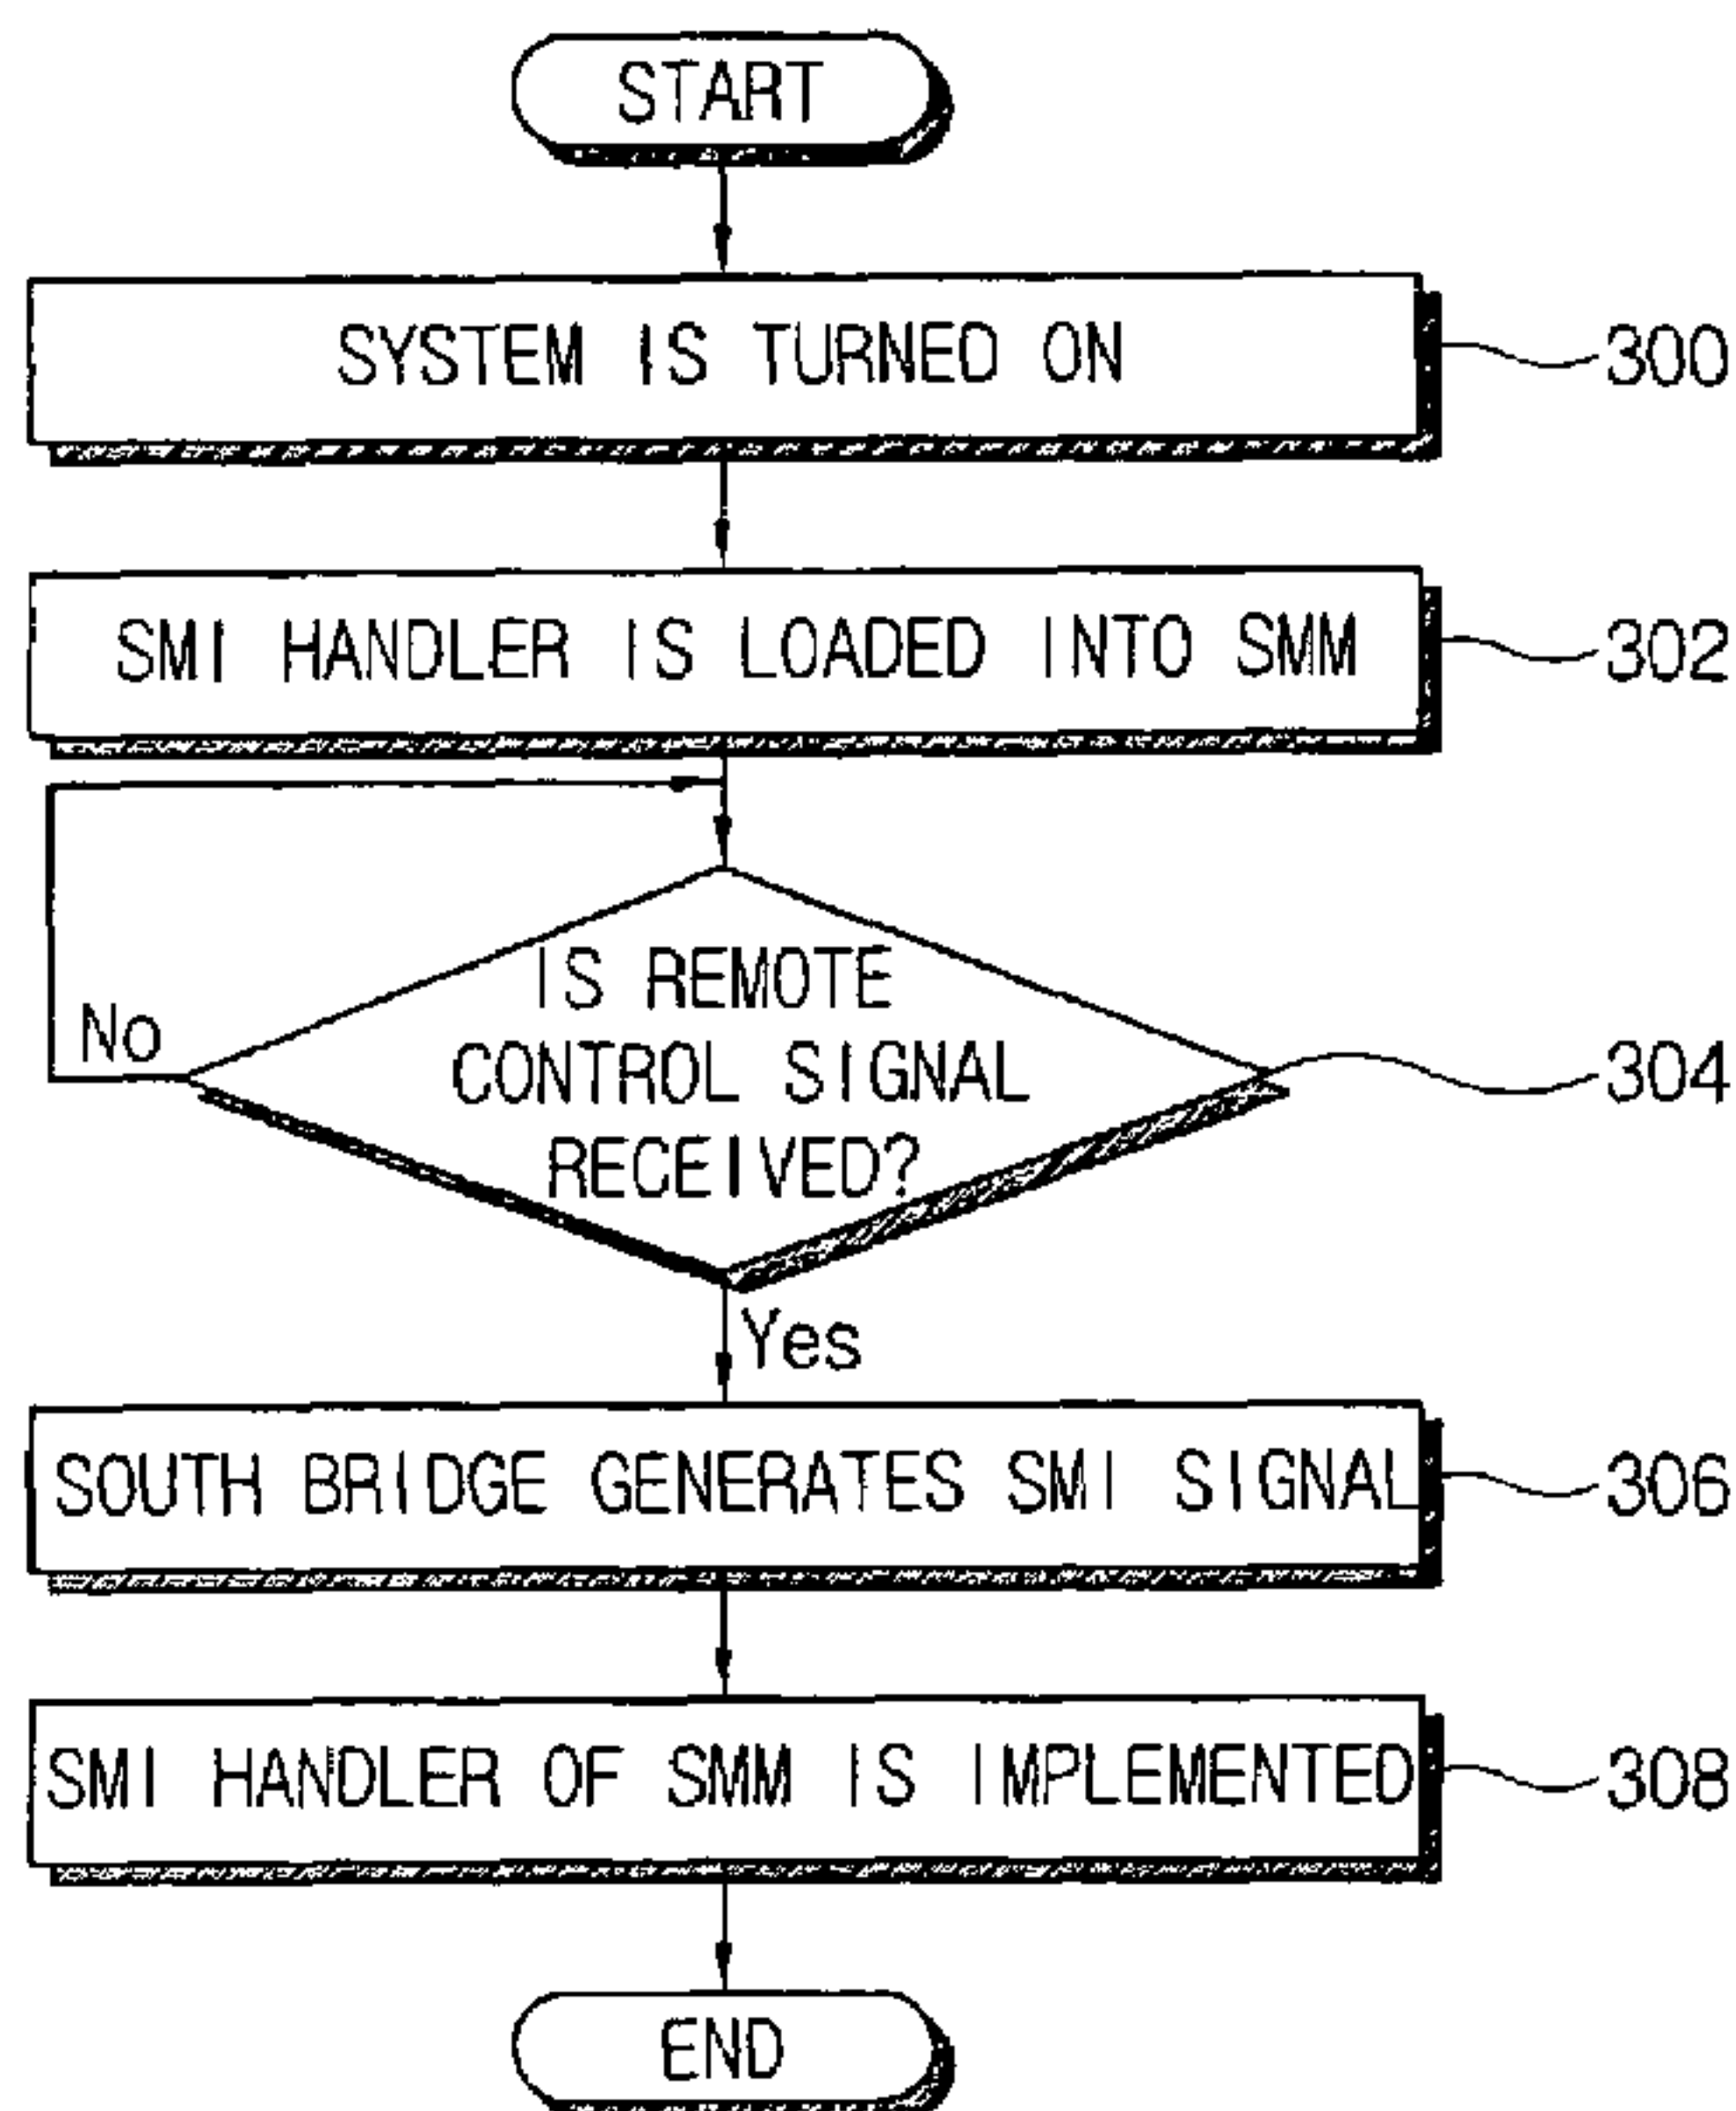 START
SYSTEM IS TURNED ON
300
SMI HANDLER IS LOADED INTO SMM
302
IS REMOTE
CONTROL SIGNAL
RECEIVED?
304
No
Yes
SOUTH BRIDGE GENERATES SMI SIGNAL
306
SMI HANDLER OF SMM IS IMPLEMENTED
308
END